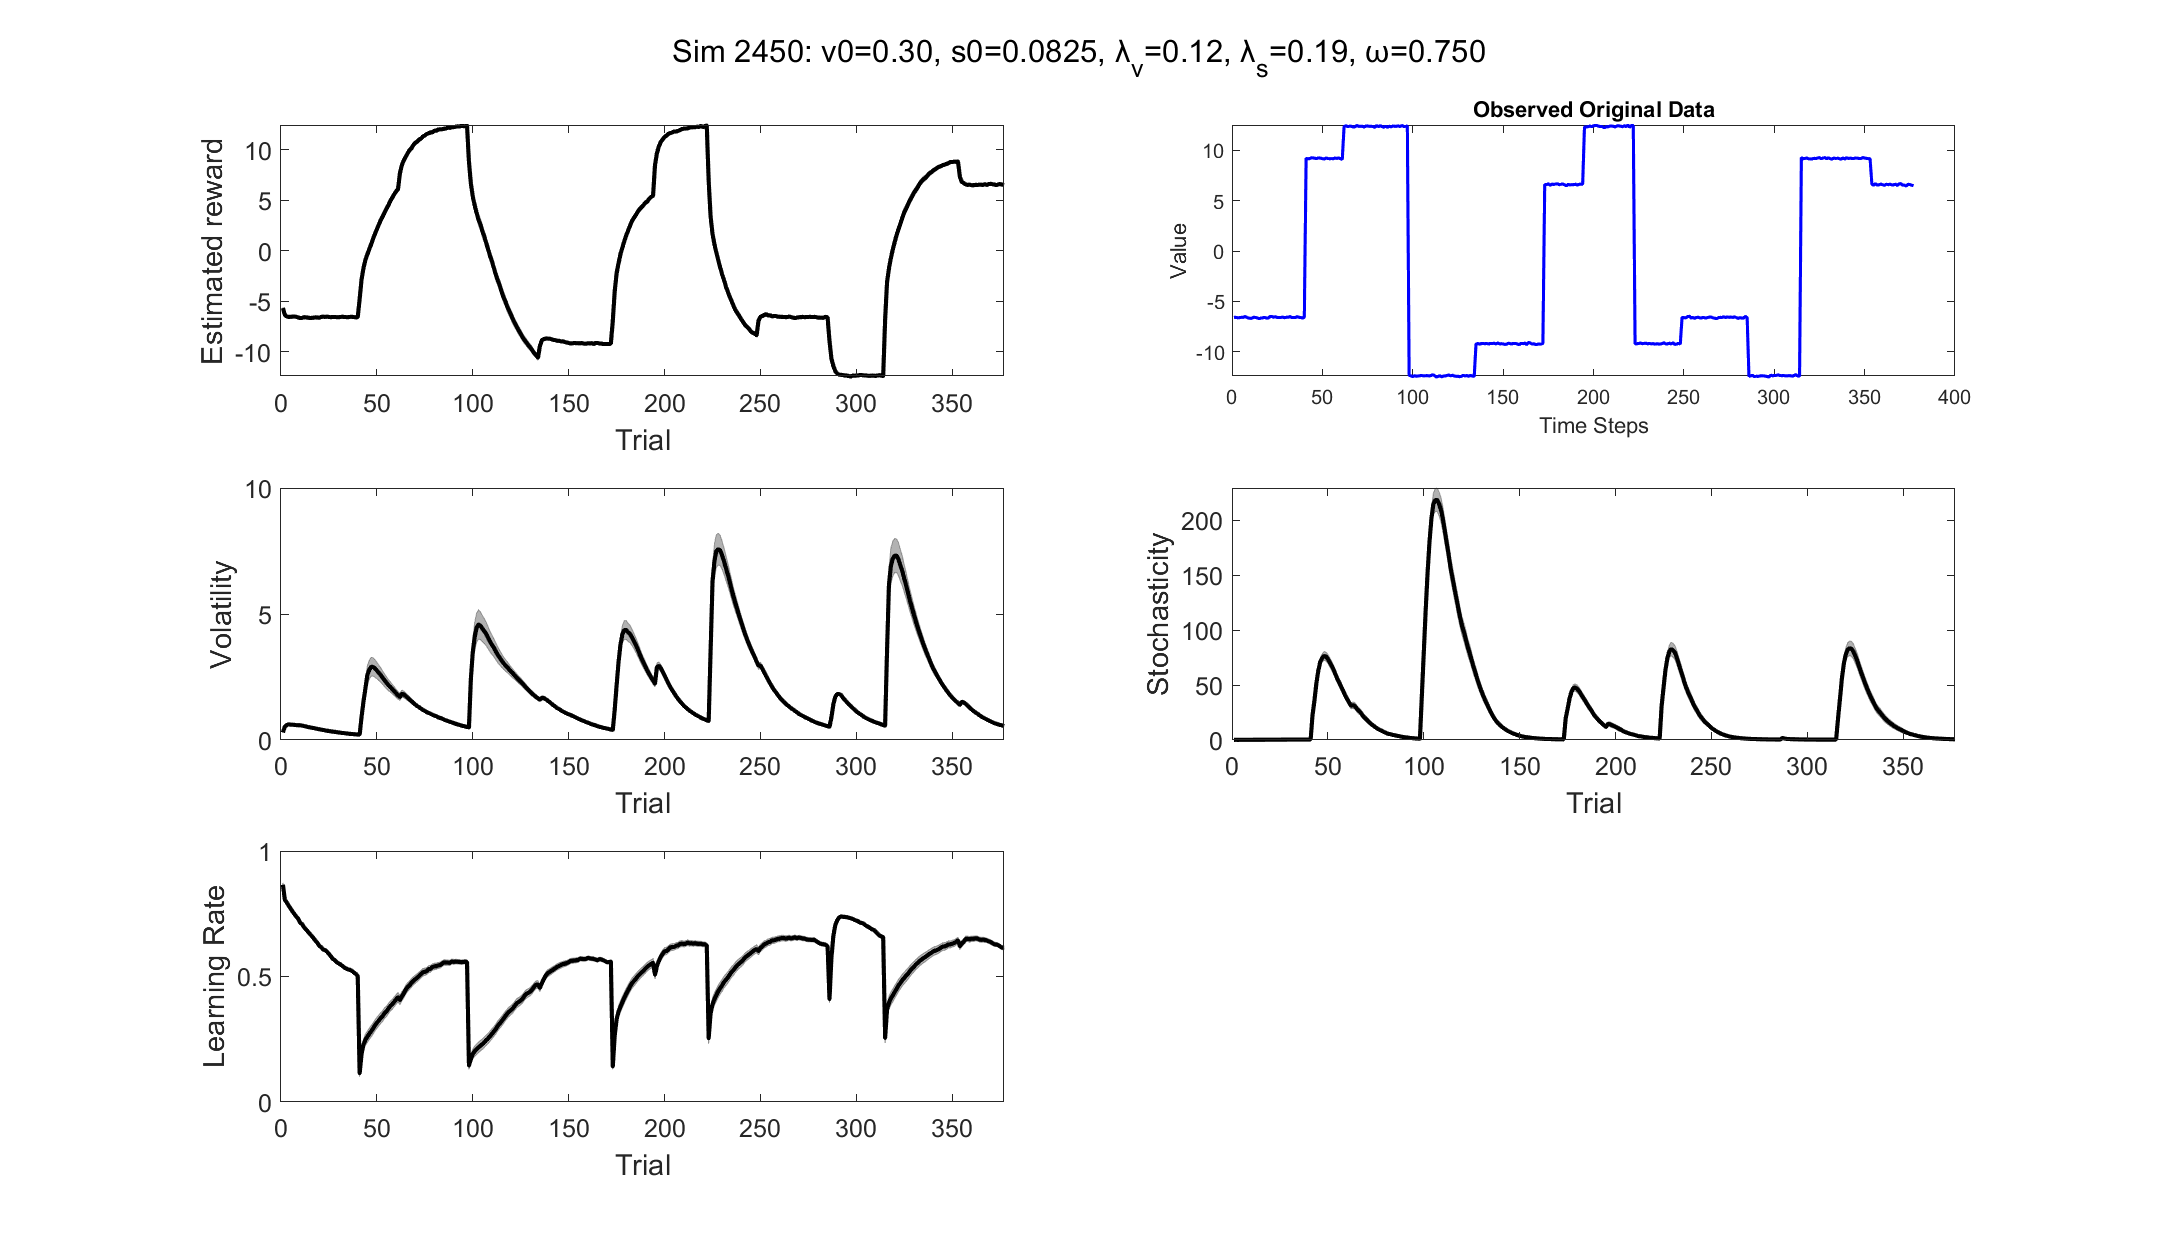 Sim 2450: v0=0.30, s0=0.0825, λ_v=0.12, λ_s=0.19, ω=0.750
Estimated reward
10
5
0
-5
-10
0 50 100 150 200 250 300 350
Trial
Observed Original Data
Value
10
5
0
-5
-10
0 50 100 150 200 250 300 350 400
Time Steps
Volatility
10
5
0
0 50 100 150 200 250 300 350
Trial
Stochasticity
200
150
100
50
0
0 50 100 150 200 250 300 350
Trial
Learning Rate
1
0.5
0
0 50 100 150 200 250 300 350
Trial